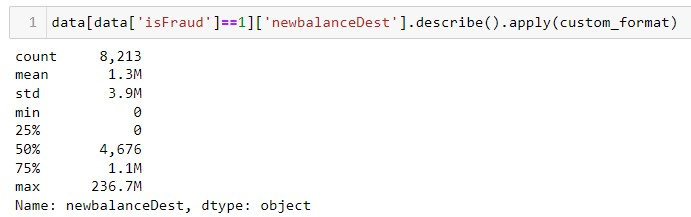 1 data[data['isFraud']==1]['newbalanceDest'].describe().apply(custom_format)
count 8,213
mean 1.3M
std 3.9M
min 0
25% 0
50% 4,676
75% 1.1M
max 236.7M
Name: newbalanceDest, dtype: object